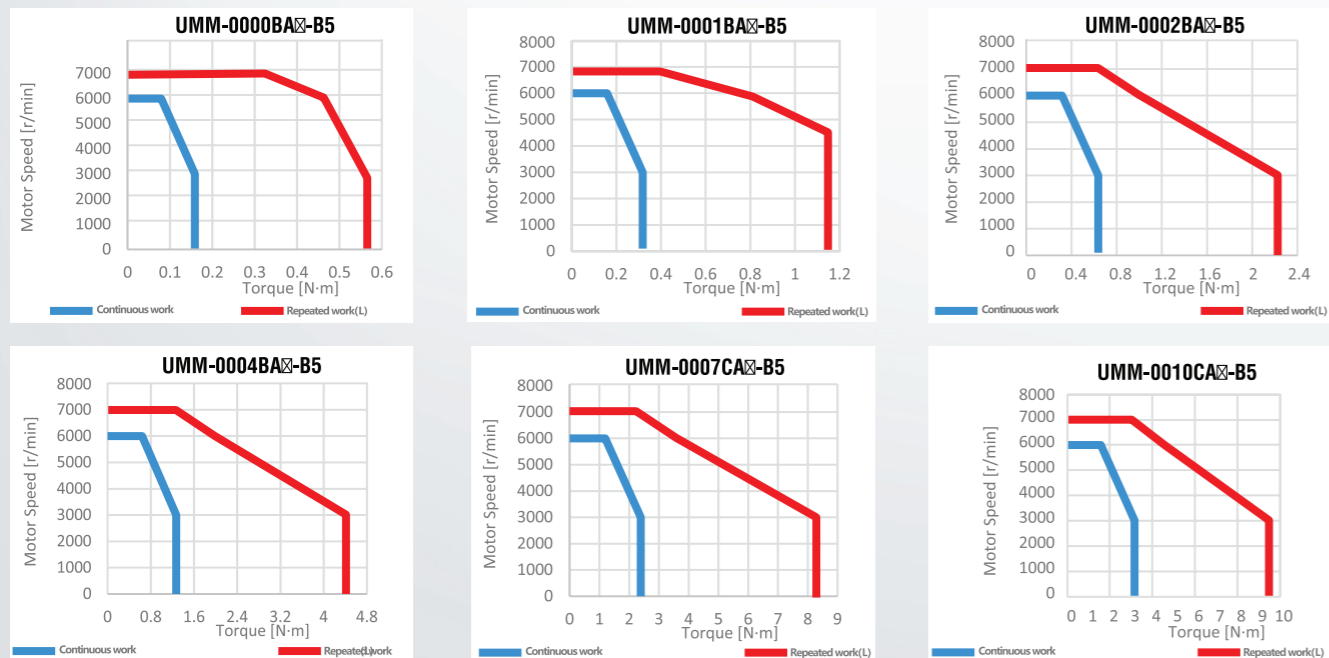 UMM-0000BA☒-B5
Motor Speed [r/min]
7000
6000
5000
4000
3000
2000
1000
0
0 0.1 0.2 0.3 0.4 0.5 0.6
Torque [N·m]
Continuous work Repeated work(L)
UMM-0001BA☒-B5
Motor Speed [r/min]
8000
7000
6000
5000
4000
3000
2000
1000
0
0 0.2 0.4 0.6 0.8 1 1.2
Torque [N·m]
Continuous work Repeated work(L)
UMM-0002BA☒-B5
Motor Speed [r/min]
8000
7000
6000
5000
4000
3000
2000
1000
0
0 0.4 0.8 1.2 1.6 2 2.4
Torque [N·m]
Continuous work Repeated work(L)
UMM-0004BA☒-B5
Motor Speed [r/min]
8000
7000
6000
5000
4000
3000
2000
1000
0
0 0.8 1.6 2.4 3.2 4 4.8
Torque [N·m]
Continuous work Repeated work
UMM-0007CA☒-B5
Motor Speed [r/min]
8000
7000
6000
5000
4000
3000
2000
1000
0
0 1 2 3 4 5 6 7 8 9
Torque [N·m]
Continuous work Repeated work(L)
UMM-0010CA☒-B5
Motor Speed [r/min]
8000
7000
6000
5000
4000
3000
2000
1000
0
0 1 2 3 4 5 6 7 8 9 10
Torque [N·m]
Continuous work Repeated work(L)